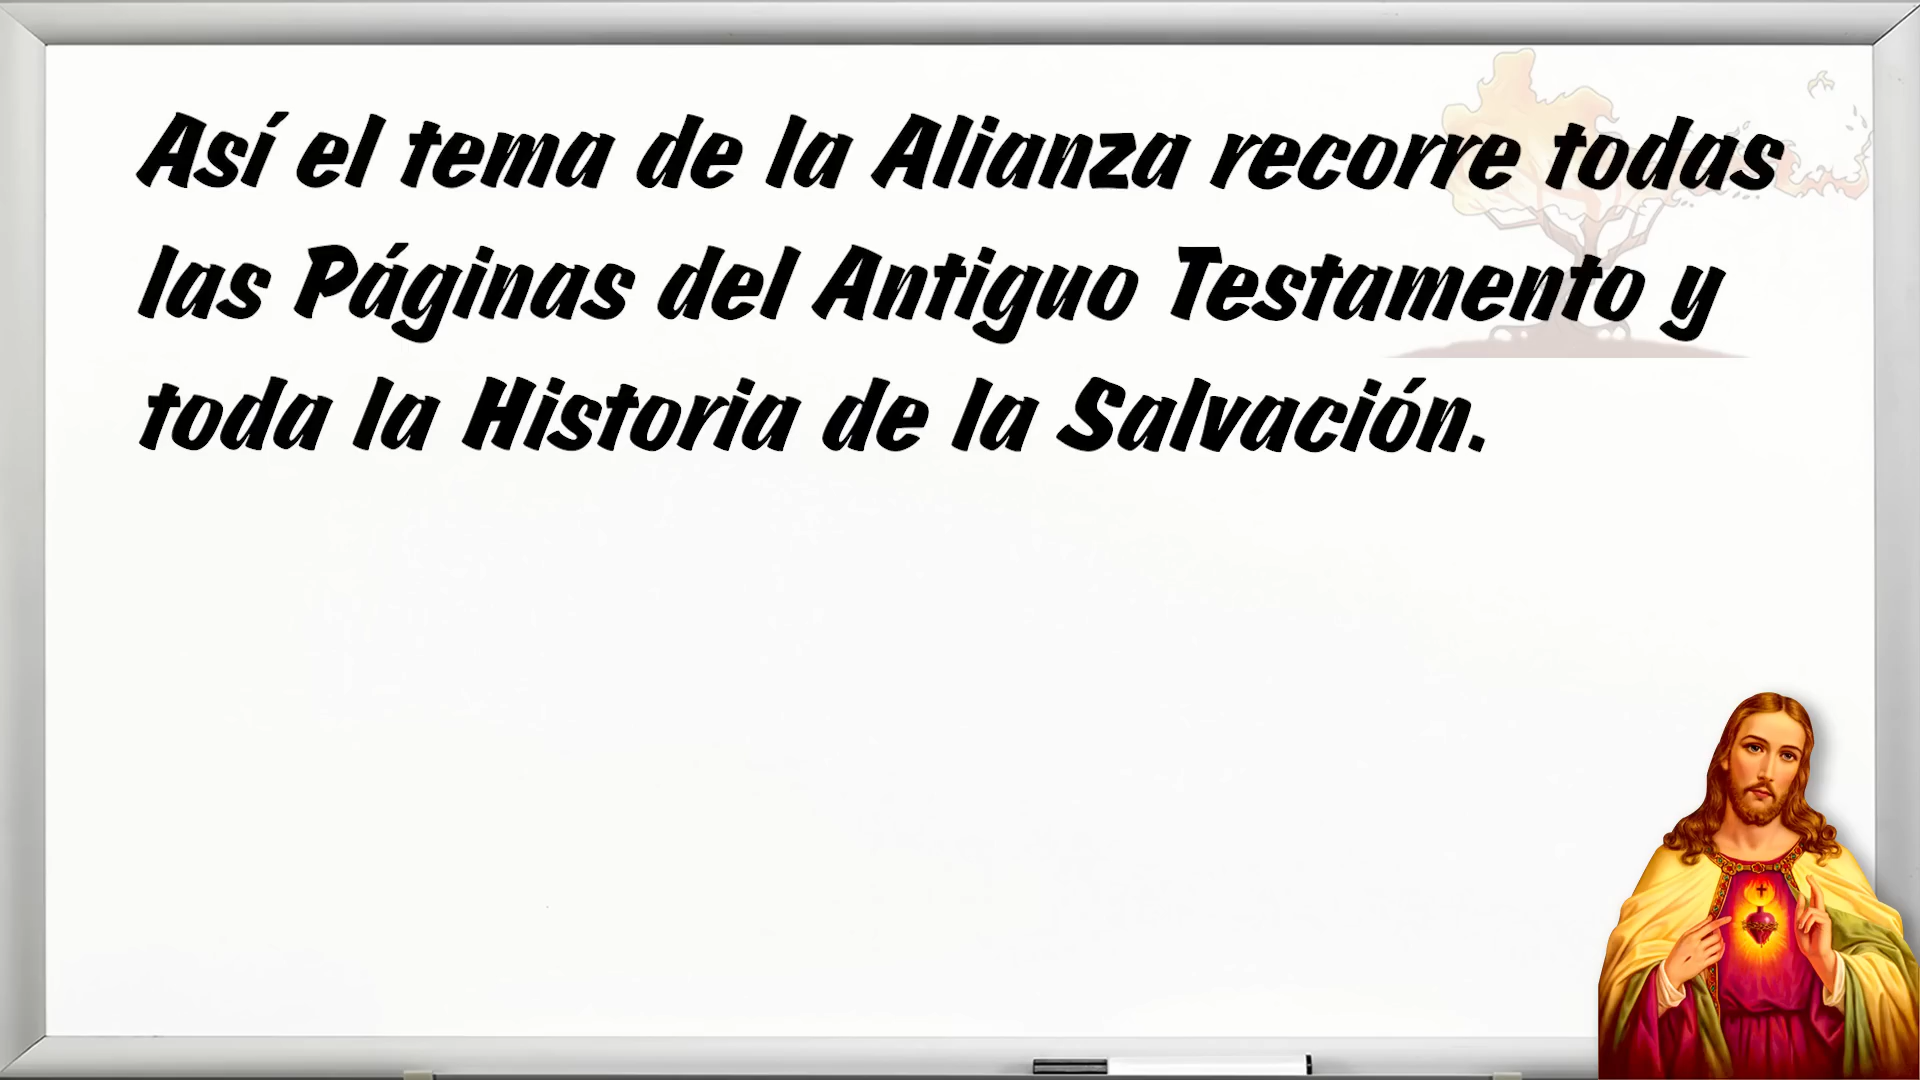 Así el tema de la Alianza recorre todas
las Páginas del Antiguo Testamento y
toda la Historia de la Salvación.